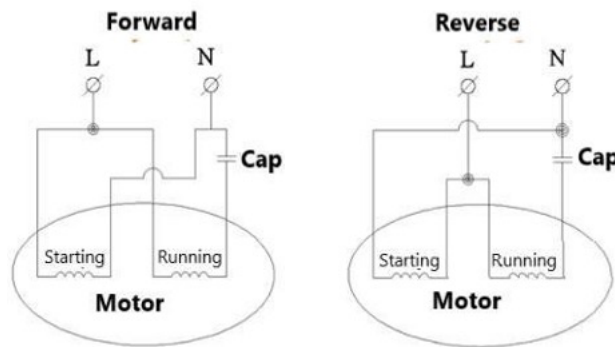 Forward
L N
Cap
Starting Running
Motor
Reverse
L N
Cap
Starting Running
Motor